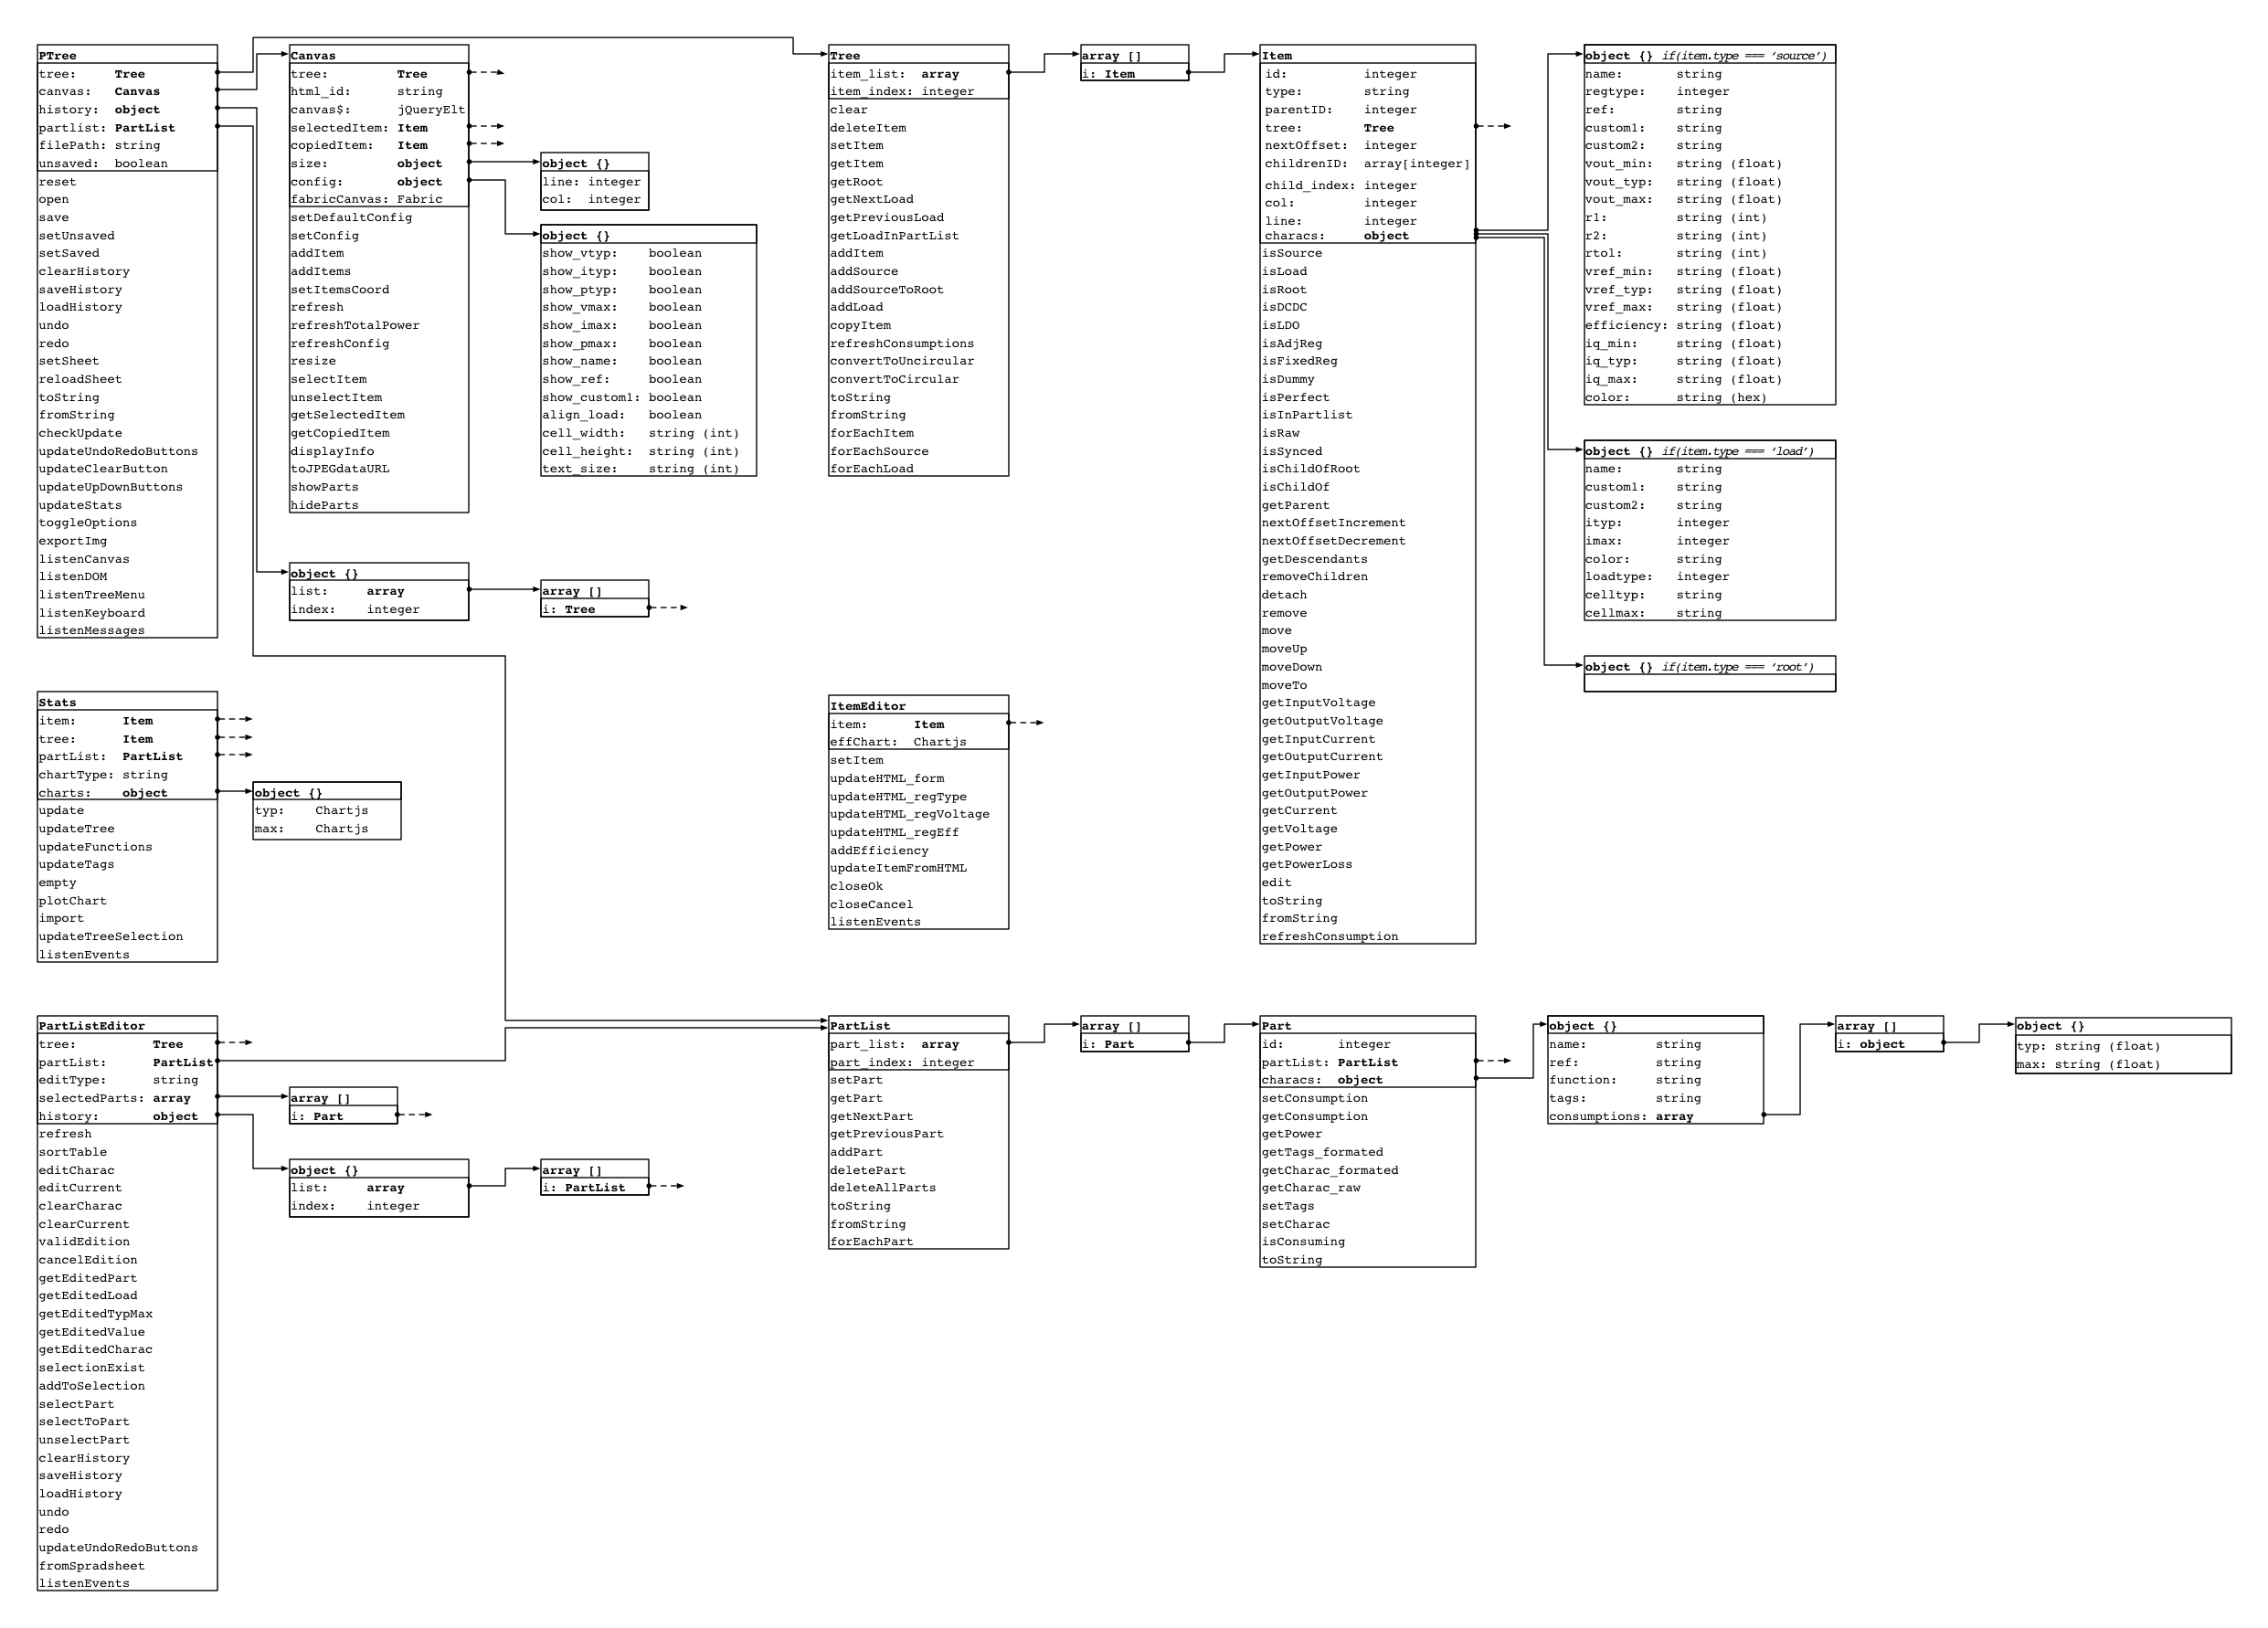 PTree
tree: Tree
canvas: Canvas
history: object
partlist: PartList
filePath: string
unsaved: boolean
reset
open
save
setUnsaved
setSaved
clearHistory
saveHistory
loadHistory
undo
redo
setSheet
reloadSheet
toString
fromString
checkUpdate
updateUndoRedoButtons
updateClearButton
updateUpDownButtons
updateStats
toggleOptions
exportImg
listenCanvas
listenDOM
listenTreeMenu
listenKeyboard
listenMessages
Canvas
tree: Tree
html_id: string
canvas$: jQueryElt
selectedItem: Item
copiedItem: Item
size: object
config: object
fabricCanvas: Fabric
setDefaultConfig
setConfig
addItem
addItems
setItemsCoord
refresh
refreshTotalPower
refreshConfig
resize
selectItem
unselectItem
getSelectedItem
getCopiedItem
displayInfo
toJPEGdataURL
showParts
hideParts
object {}
line: integer
col: integer
object {}
show_vtyp: boolean
show_ityp: boolean
show_ptyp: boolean
show_vmax: boolean
show_imax: boolean
show_pmax: boolean
show_name: boolean
show_ref: boolean
show_custom1: boolean
align_load: boolean
cell_width: string (int)
cell_height: string (int)
text_size: string (int)
object {}
list: array
index: integer
array []
i: Tree
Tree
item_list: array
item_index: integer
clear
deleteItem
setItem
getItem
getRoot
getNextLoad
getPreviousLoad
getLoadInPartList
addItem
addSource
addSourceToRoot
addLoad
copyItem
refreshConsumptions
convertToUncircular
convertToCircular
toString
fromString
forEachItem
forEachSource
forEachLoad
array []
i: Item
Item
id: integer
type: string
parentID: integer
tree: Tree
nextOffset: integer
childrenID: array[integer]
child_index: integer
col: integer
line: integer
characs: object
isSource
isLoad
isRoot
isDCDC
isLDO
isAdjReg
isFixedReg
isDummy
isPerfect
isInPartlist
isRaw
isSynced
isChildOfRoot
isChildOf
getParent
nextOffsetIncrement
nextOffsetDecrement
getDescendants
removeChildren
detach
remove
move
moveUp
moveDown
moveTo
getInputVoltage
getOutputVoltage
getInputCurrent
getOutputCurrent
getInputPower
getOutputPower
getCurrent
getVoltage
getPower
getPowerLoss
edit
toString
fromString
refreshConsumption
object {} if(item.type === ‘source’)
name: string
regtype: integer
ref: string
custom1: string
custom2: string
vout_min: string (float)
vout_typ: string (float)
vout_max: string (float)
r1: string (int)
r2: string (int)
rtol: string (int)
vref_min: string (float)
vref_typ: string (float)
vref_max: string (float)
efficiency: string (float)
iq_min: string (float)
iq_typ: string (float)
iq_max: string (float)
color: string (hex)
object {} if(item.type === ‘load’)
name: string
custom1: string
custom2: string
ityp: integer
imax: integer
color: string
loadtype: integer
celltyp: string
cellmax: string
object {} if(item.type === ‘root’)
Stats
item: Item
tree: Item
partList: PartList
chartType: string
charts: object
update
updateTree
updateFunctions
updateTags
empty
plotChart
import
updateTreeSelection
listenEvents
object {}
typ: Chartjs
max: Chartjs
ItemEditor
item: Item
effChart: Chartjs
setItem
updateHTML_form
updateHTML_regType
updateHTML_regVoltage
updateHTML_regEff
addEfficiency
updateItemFromHTML
closeOk
closeCancel
listenEvents
PartListEditor
tree: Tree
partList: PartList
editType: string
selectedParts: array
history: object
refresh
sortTable
editCharac
editCurrent
clearCharac
clearCurrent
validEdition
cancelEdition
getEditedPart
getEditedLoad
getEditedTypMax
getEditedValue
getEditedCharac
selectionExist
addToSelection
selectPart
selectToPart
unselectPart
clearHistory
saveHistory
loadHistory
undo
redo
updateUndoRedoButtons
fromSpradsheet
listenEvents
array []
i: Part
object {}
list: array
index: integer
array []
i: PartList
PartList
part_list: array
part_index: integer
setPart
getPart
getNextPart
getPreviousPart
addPart
deletePart
deleteAllParts
toString
fromString
forEachPart
array []
i: Part
Part
id: integer
partList: PartList
characs: object
setConsumption
getConsumption
getPower
getTags_formated
getCharac_formated
getCharac_raw
setTags
setCharac
isConsuming
toString
object {}
name: string
ref: string
function: string
tags: string
consumptions: array
array []
i: object
object {}
typ: string (float)
max: string (float)